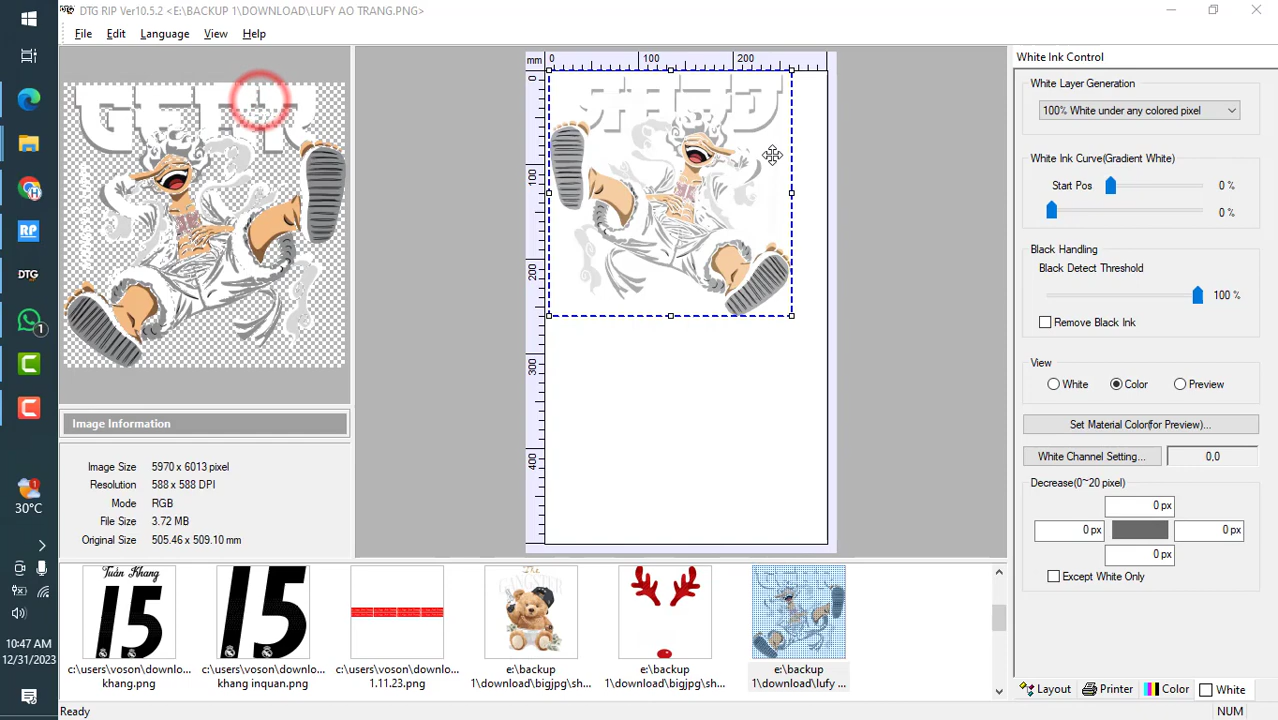 DTG RIP Ver10.5.2 <E:\BACKUP 1\DOWNLOAD\LUFY AO TRANG.PNG>
File Edit Language View Help
mm 0 100 200
0
100
200
300
400
White Ink Control
White Layer Generation
100% White under any colored pixel
White Ink Curve(Gradient White)
Start Pos 0 %
0 %
Black Handling
Black Detect Threshold
100 %
Remove Black Ink
View
White Color Preview
Set Material Color(for Preview)...
White Channel Setting... 0,0
Decrease(0~20 pixel)
0 px
0 px 0 px
0 px
Except White Only
Layout Printer Color White
Image Information
Image Size 5970 x 6013 pixel
Resolution 588 x 588 DPI
Mode RGB
File Size 3.72 MB
Original Size 505.46 x 509.10 mm
Tuấn Khang
15
15
The
c:\users\voson\downlo...
khang.png
c:\users\voson\downlo...
khang inquan.png
c:\users\voson\downlo...
1.11.23.png
e:\backup
1\download\bigjpg\sh...
e:\backup
1\download\bigjpg\sh...
e:\backup
1\download\lufy ...
Ready
NUM
RP
DTG
1
1
30°C
10:47 AM
12/31/2023